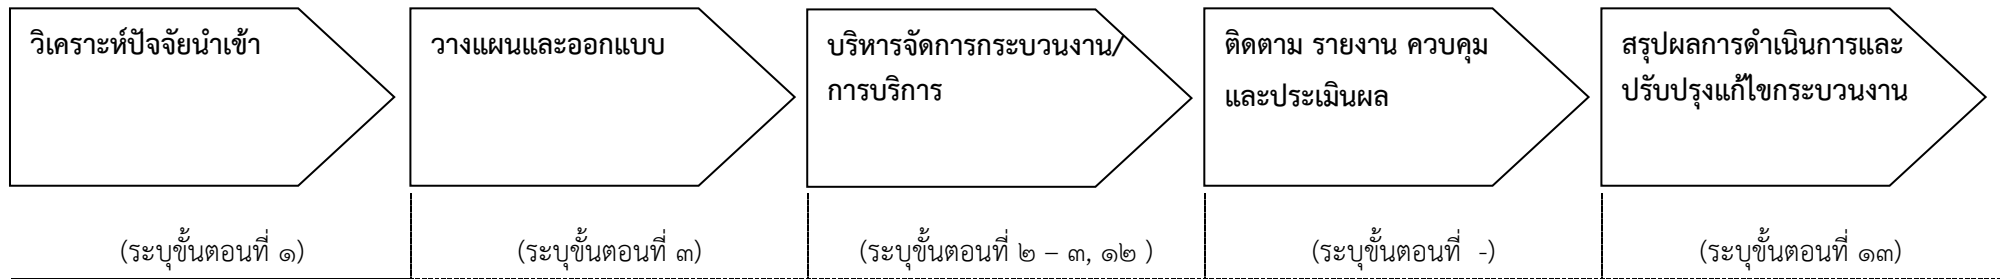 วิเคราะห์ปัจจัยนำเข้า
วางแผนและออกแบบ
บริหารจัดการกระบวนงาน/
การบริการ
ติดตาม รายงาน ควบคุม
และประเมินผล
สรุปผลการดำเนินการและ
ปรับปรุงแก้ไขกระบวนงาน
(ระบุขั้นตอนที่ ๑)
(ระบุขั้นตอนที่ ๓)
(ระบุขั้นตอนที่ ๒ – ๓, ๑๒ )
(ระบุขั้นตอนที่ -)
(ระบุขั้นตอนที่ ๑๓)